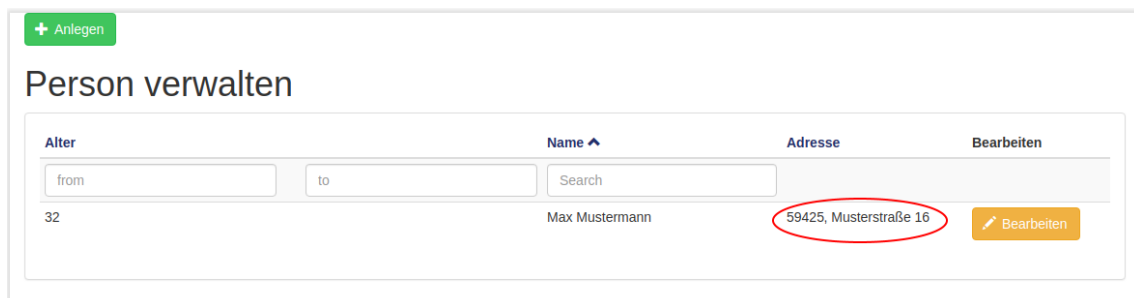 Anlegen
Person verwalten
Alter Name Adresse Bearbeiten
from to Search
32 Max Mustermann 59425, Musterstraße 16 Bearbeiten